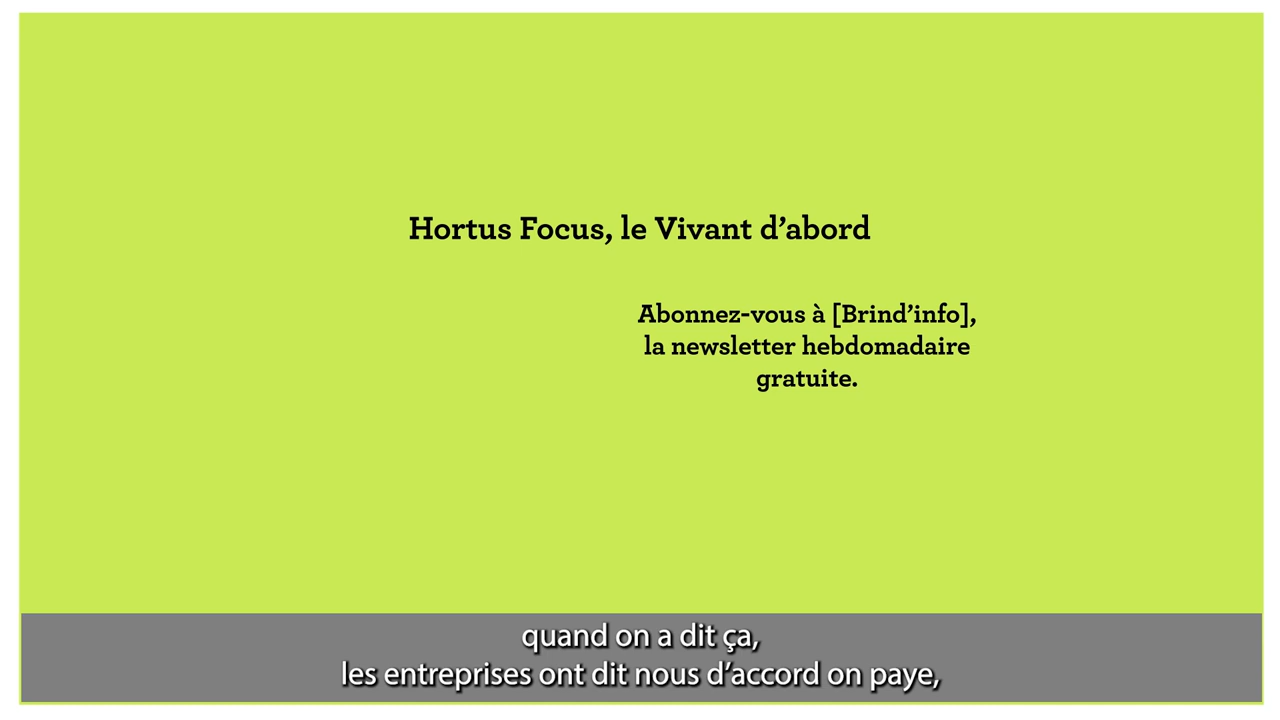 Hortus Focus, le Vivant d’abord
Abonnez-vous à [Brind’info],
la newsletter hebdomadaire
gratuite.
quand on a dit ça,
les entreprises ont dit nous d’accord on paye,